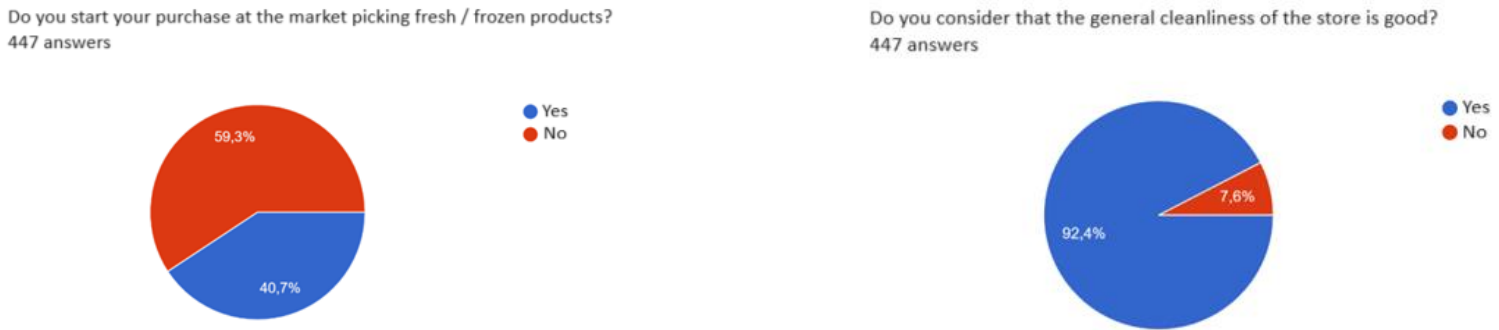 Do you start your purchase at the market picking fresh / frozen products?
447 answers
Yes
No
59,3%
40,7%
Do you consider that the general cleanliness of the store is good?
447 answers
Yes
No
7,6%
92,4%